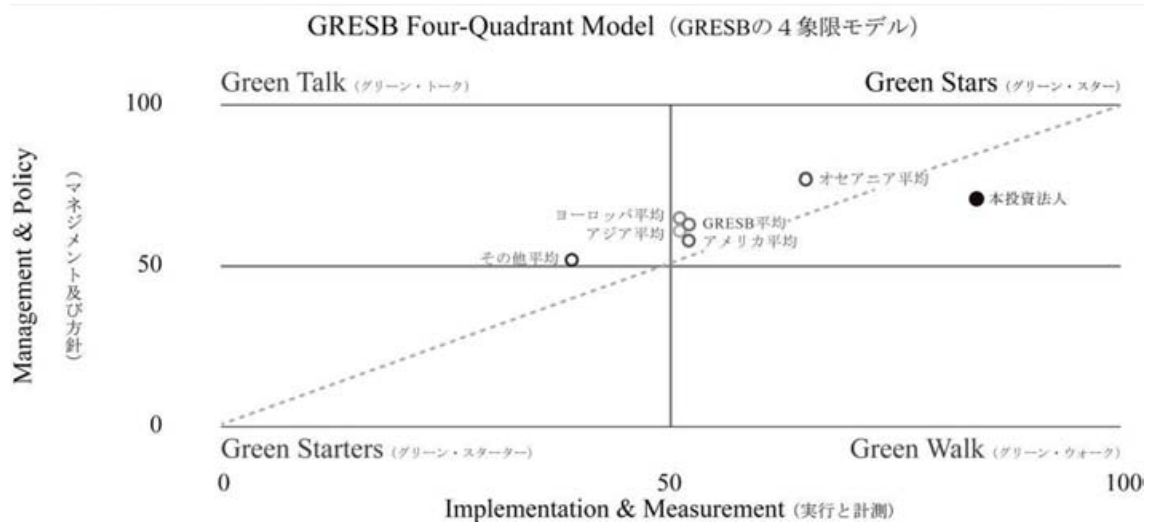 GRESB Four-Quadrant Model（GRESBの４象限モデル）
Green Talk（グリーン・トーク）
Green Stars（グリーン・スター）
100
オセアニア平均
本投資法人
ヨーロッパ平均
GRESB平均
アジア平均
アメリカ平均
その他平均
50
Management & Policy
（マネジメント及び方針）
0
Green Starters（グリーン・スターター）
Green Walk（グリーン・ウォーク）
0
50
100
Implementation & Measurement（実行と計測）